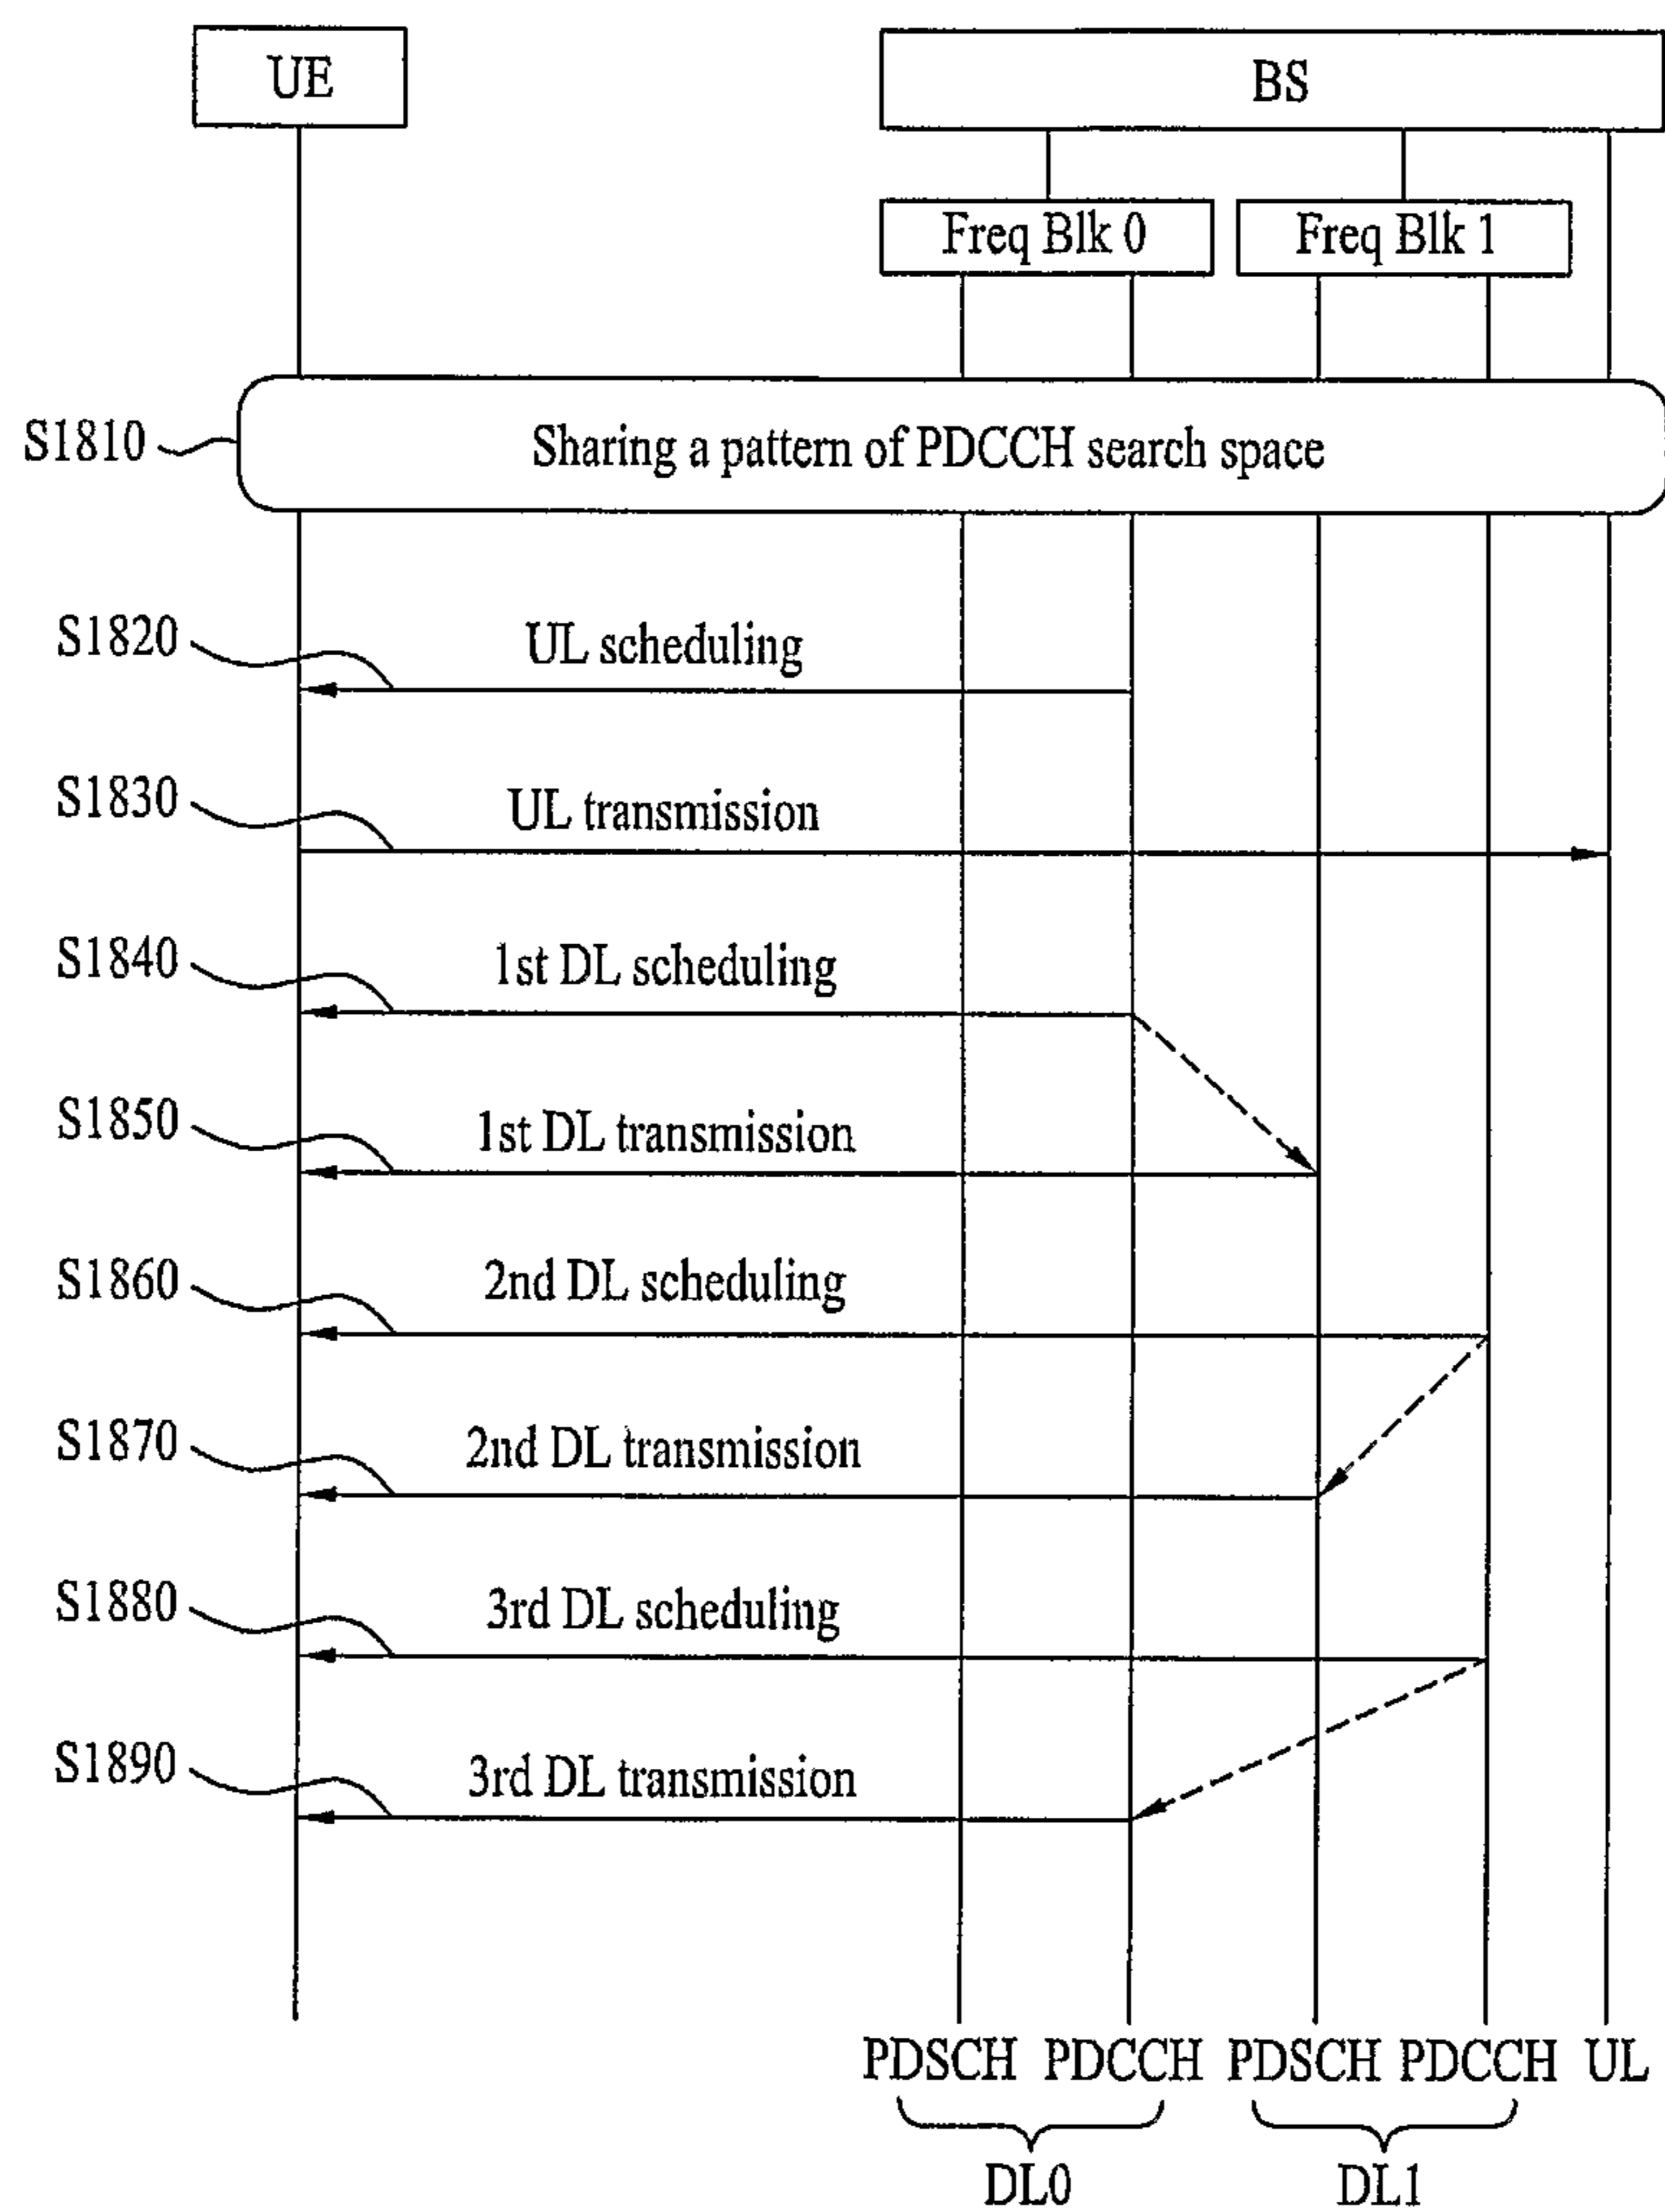 UE
BS
Freq Blk 0
Freq Blk 1
S1810
Sharing a pattern of PDCCH search space
S1820
UL scheduling
S1830
UL transmission
S1840
1st DL scheduling
S1850
1st DL transmission
S1860
2nd DL scheduling
S1870
2nd DL transmission
S1880
3rd DL scheduling
S1890
3rd DL transmission
PDSCH PDCCH PDSCH PDCCH UL
DL0
DL1